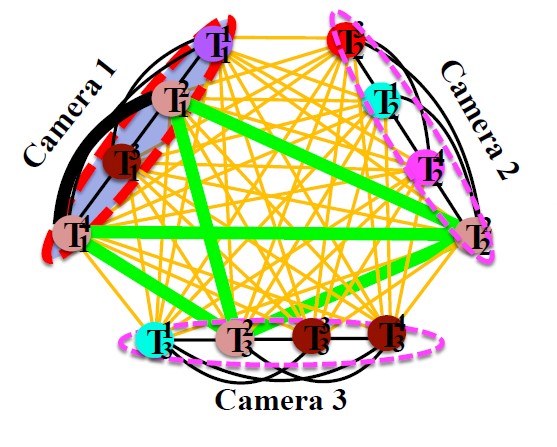 Camera 1
Camera 2
T_1^1
T_1^2
T_1^3
T_1^4
T_2^3
T_2^1
T_2^4
T_2^2
T_3^1
T_3^2
T_3^3
T_3^4
Camera 3